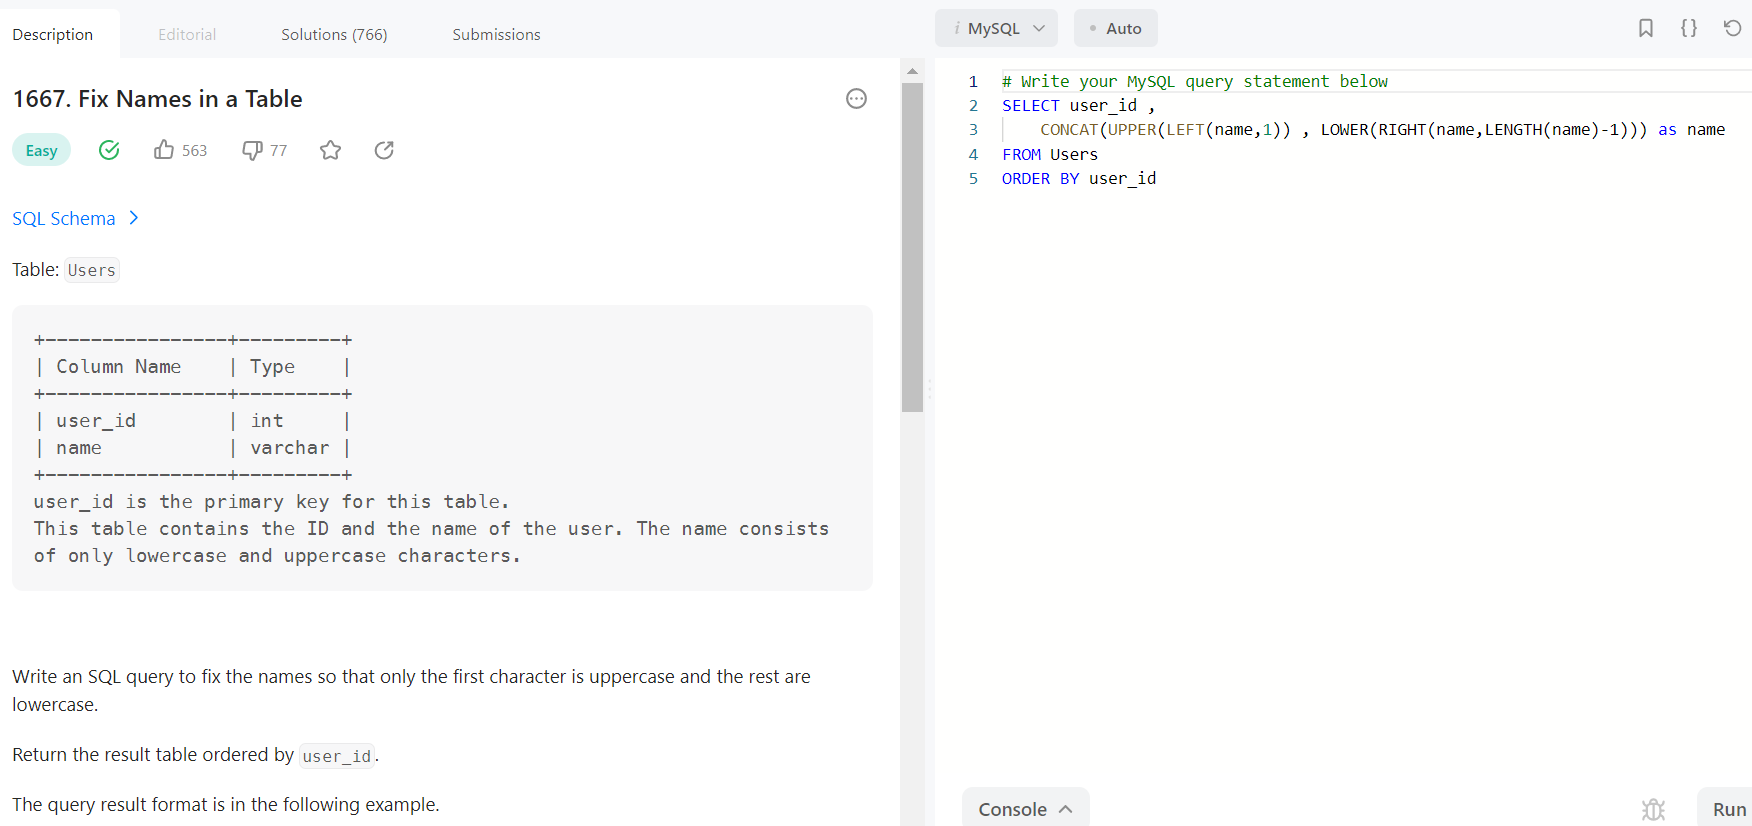 Description Editorial Solutions (766) Submissions
1667. Fix Names in a Table
Easy 563 77
SQL Schema >
Table: Users
+----------------+---------+
| Column Name    | Type    |
+----------------+---------+
| user_id        | int     |
| name           | varchar |
+----------------+---------+
user_id is the primary key for this table.
This table contains the ID and the name of the user. The name consists
of only lowercase and uppercase characters.
Write an SQL query to fix the names so that only the first character is uppercase and the rest are
lowercase.
Return the result table ordered by user_id.
The query result format is in the following example.
i MySQL Auto {}
1 # Write your MySQL query statement below
2 SELECT user_id ,
3     CONCAT(UPPER(LEFT(name,1)) , LOWER(RIGHT(name,LENGTH(name)-1))) as name
4 FROM Users
5 ORDER BY user_id
Console Run